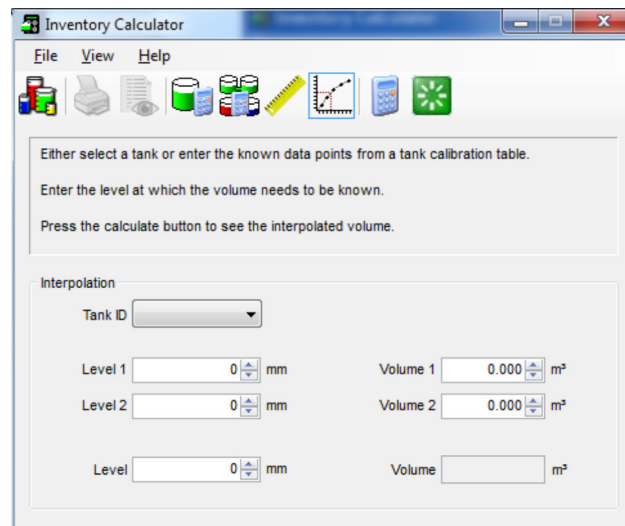 Inventory Calculator
File View Help
Either select a tank or enter the known data points from a tank calibration table.
Enter the level at which the volume needs to be known.
Press the calculate button to see the interpolated volume.
Interpolation
Tank ID
Level 1 0 mm Volume 1 0.000 m³
Level 2 0 mm Volume 2 0.000 m³
Level 0 mm Volume m³